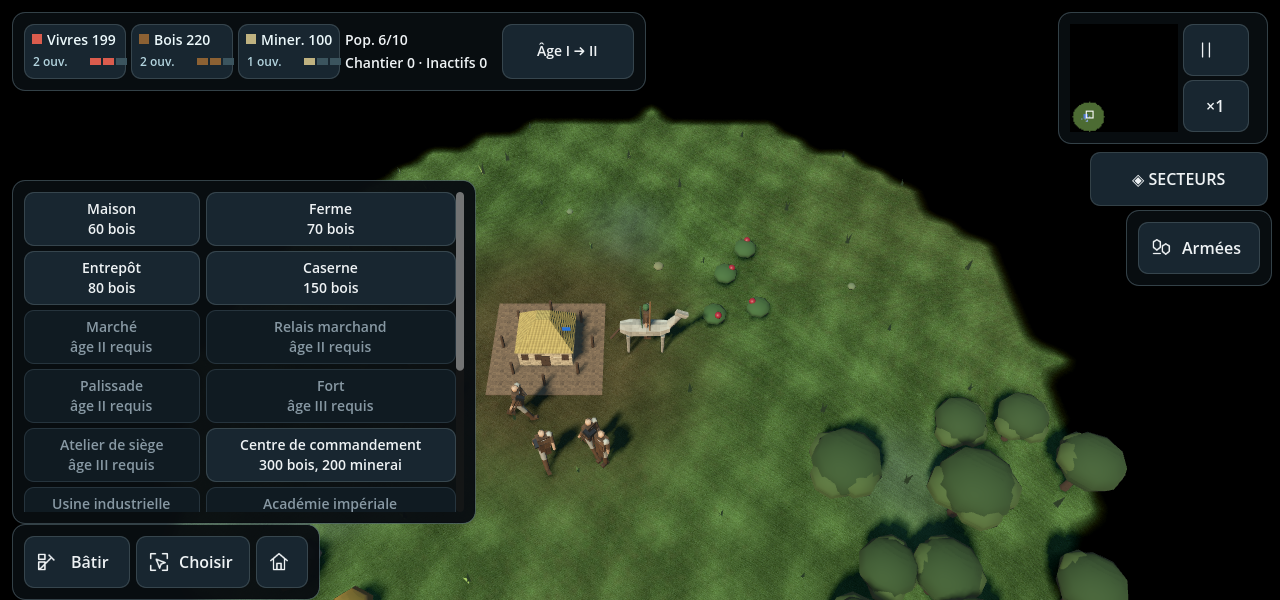 Vivres 199
2 ouv.
Bois 220
2 ouv.
Miner. 100
1 ouv.
Pop. 6/10
Chantier 0 · Inactifs 0
Âge I → II
||
×1
◈ SECTEURS
Armées
Maison
60 bois
Ferme
70 bois
Entrepôt
80 bois
Caserne
150 bois
Marché
âge II requis
Relais marchand
âge II requis
Palissade
âge II requis
Fort
âge III requis
Atelier de siège
âge III requis
Centre de commandement
300 bois, 200 minerai
Usine industrielle
Académie impériale
Bâtir
Choisir